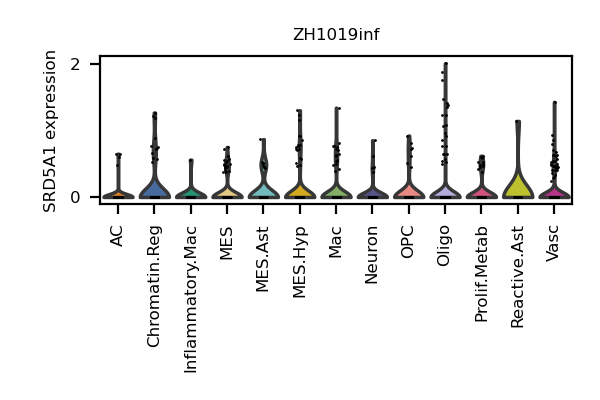 ZH1019inf
SRD5A1 expression
2
0
AC
Chromatin.Reg
Inflammatory.Mac
MES
MES.Ast
MES.Hyp
Mac
Neuron
OPC
Oligo
Prolif.Metab
Reactive.Ast
Vasc